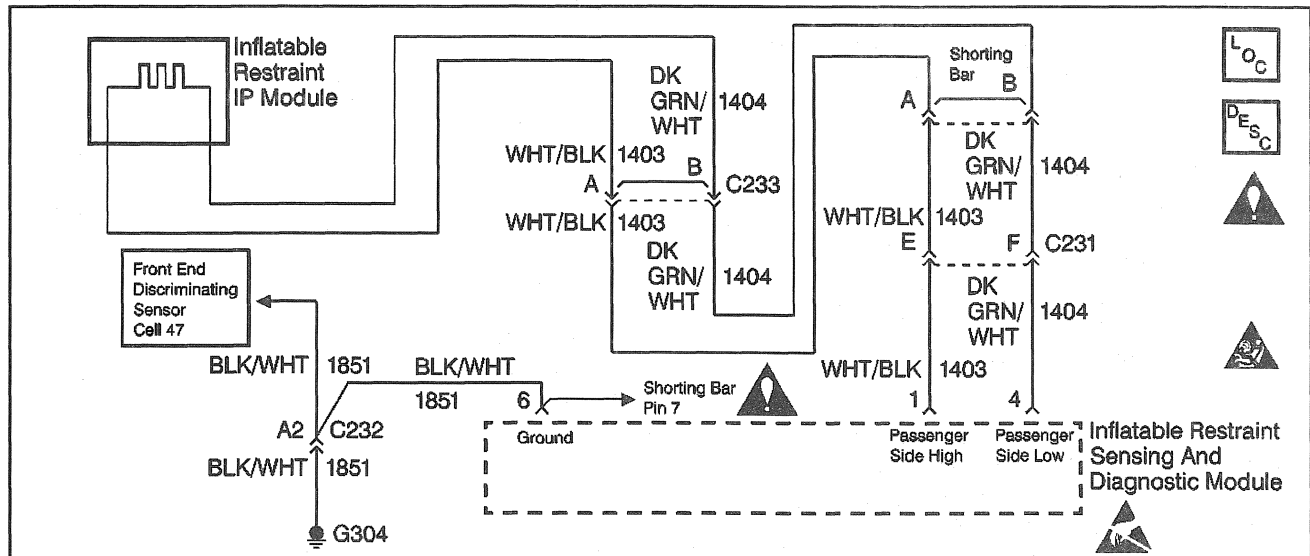 Inflatable
Restraint
IP Module
DK
GRN/
WHT
1404
WHT/BLK 1403
A
B
C233
WHT/BLK 1403
DK
GRN/
WHT
1404
Shorting
Bar
A
B
DK
GRN/
WHT
1404
WHT/BLK 1403
E
F
C231
DK
GRN/
WHT
1404
WHT/BLK 1403
1
4
LOC
DESC
!
Front End
Discriminating
Sensor
Cell 47
BLK/WHT 1851
BLK/WHT
1851
6
Shorting Bar
Pin 7
!
A2
C232
BLK/WHT 1851
G304
Ground
Passenger
Side High
Passenger
Side Low
Inflatable Restraint
Sensing And
Diagnostic Module